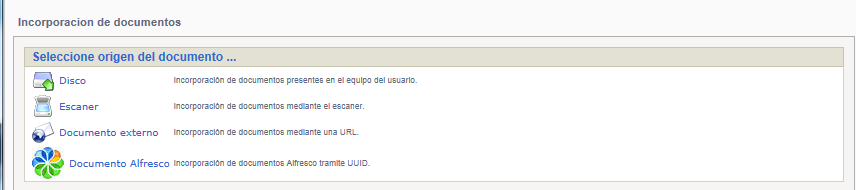 Incorporacion de documentos
Seleccione origen del documento ...
Disco Incorporación de documentos presentes en el equipo del usuario.
Escaner Incorporación de documentos mediante el escaner.
Documento externo Incorporación de documentos mediante una URL.
Documento Alfresco Incorporación de documentos Alfresco tramite UUID.